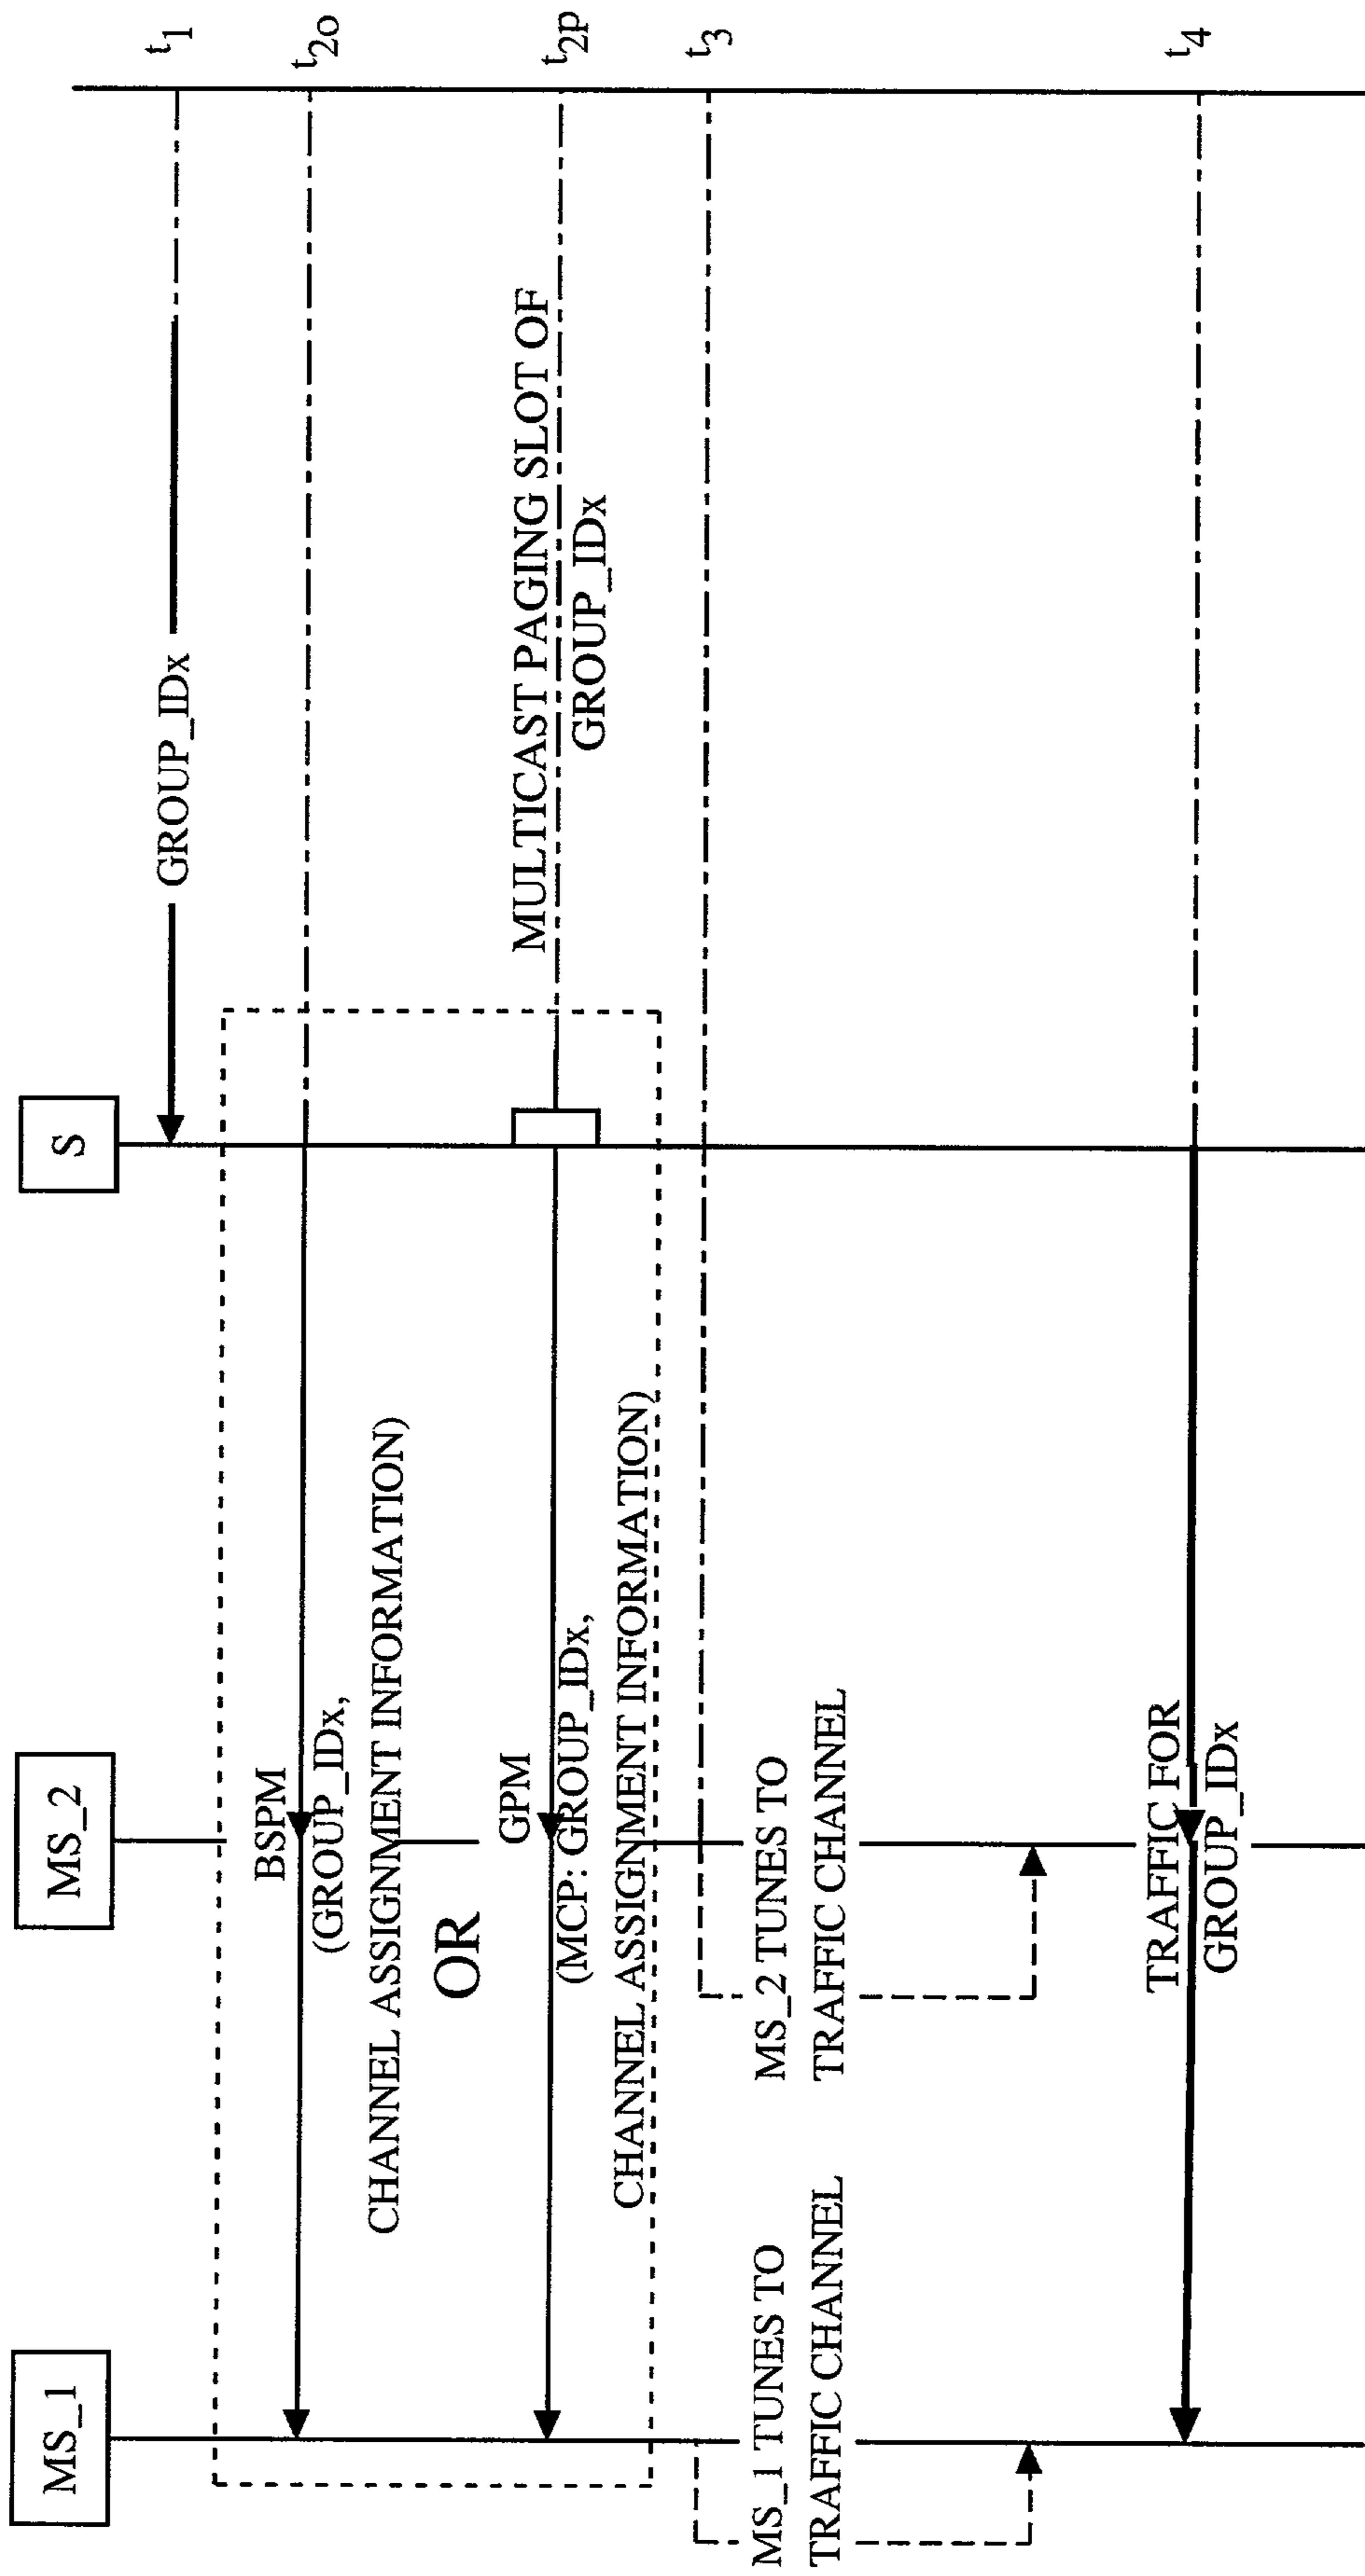 MS_1
MS_2
S
t1
GROUP_IDx
t2o
BSPM
(GROUP_IDx,
CHANNEL ASSIGNMENT INFORMATION)
OR
t2p
MULTICAST PAGING SLOT OF
GROUP_IDx
GPM
(MCP: GROUP_IDx,
CHANNEL ASSIGNMENT INFORMATION)
t3
MS_1 TUNES TO
TRAFFIC CHANNEL
MS_2 TUNES TO
TRAFFIC CHANNEL
t4
TRAFFIC FOR
GROUP_IDx